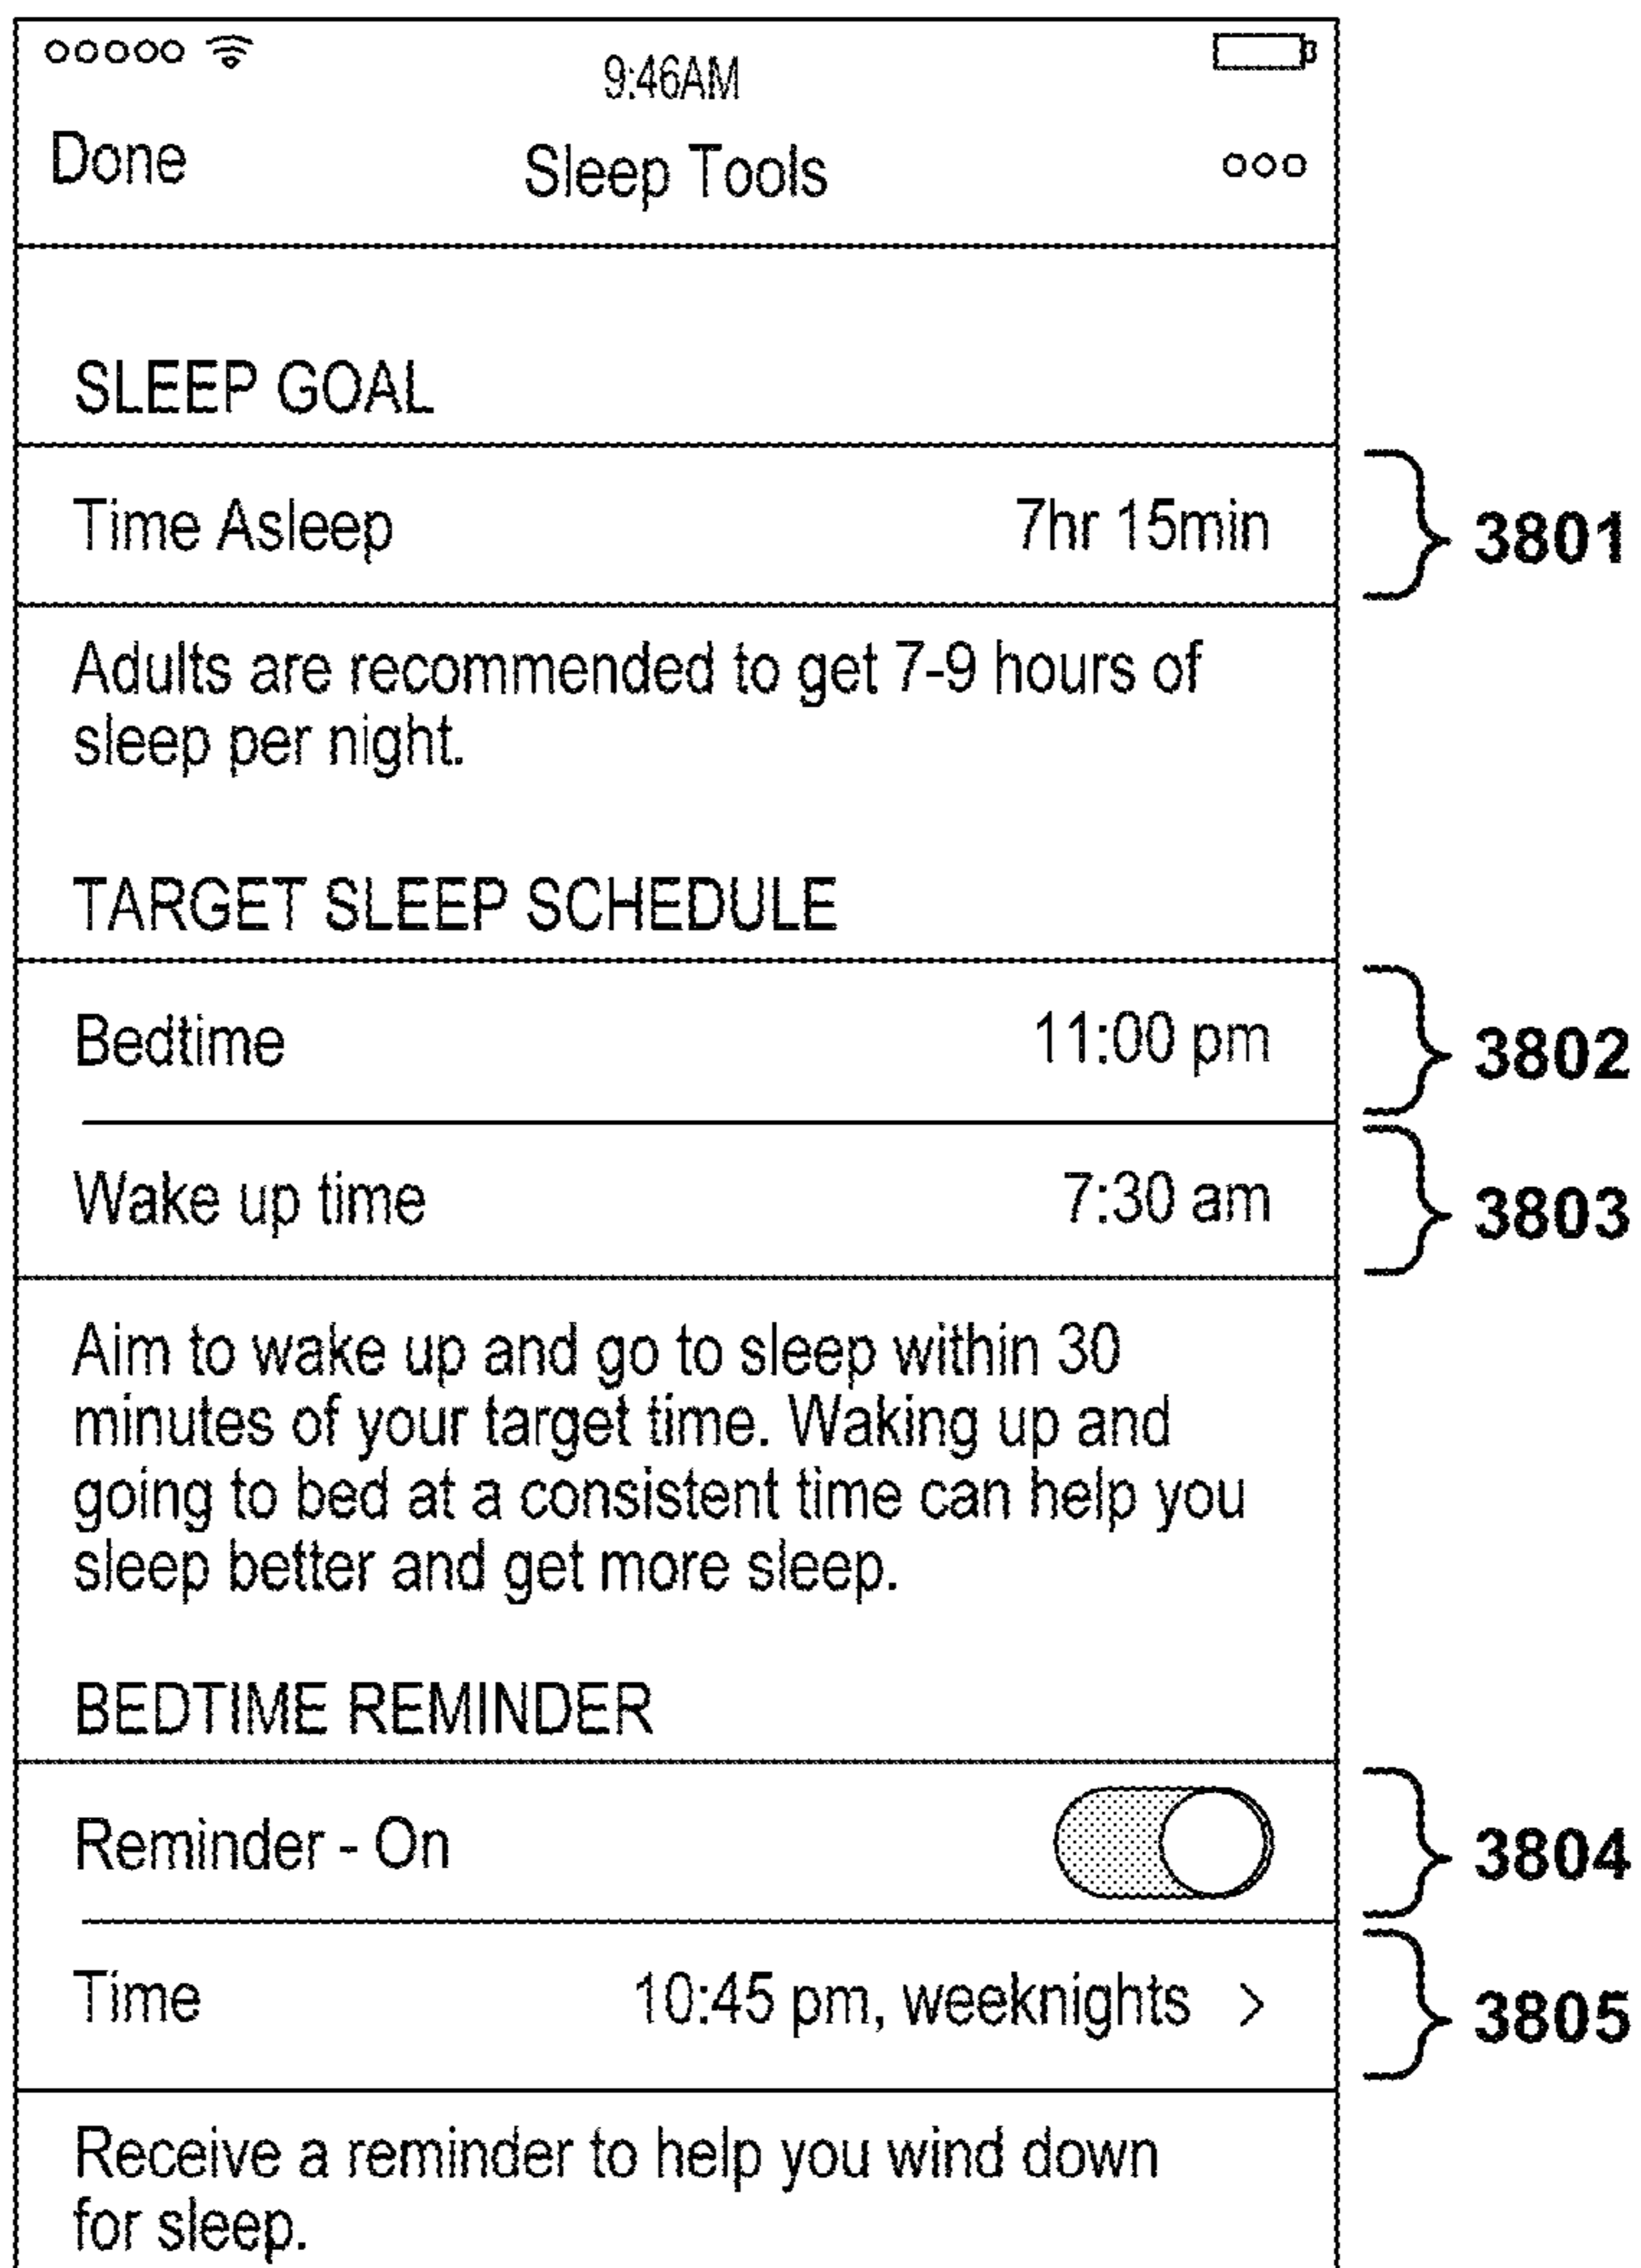 9:46AM
Done Sleep Tools
SLEEP GOAL
Time Asleep 7hr 15min 3801
Adults are recommended to get 7-9 hours of
sleep per night.
TARGET SLEEP SCHEDULE
Bedtime 11:00 pm 3802
Wake up time 7:30 am 3803
Aim to wake up and go to sleep within 30
minutes of your target time. Waking up and
going to bed at a consistent time can help you
sleep better and get more sleep.
BEDTIME REMINDER
Reminder - On 3804
Time 10:45 pm, weeknights > 3805
Receive a reminder to help you wind down
for sleep.